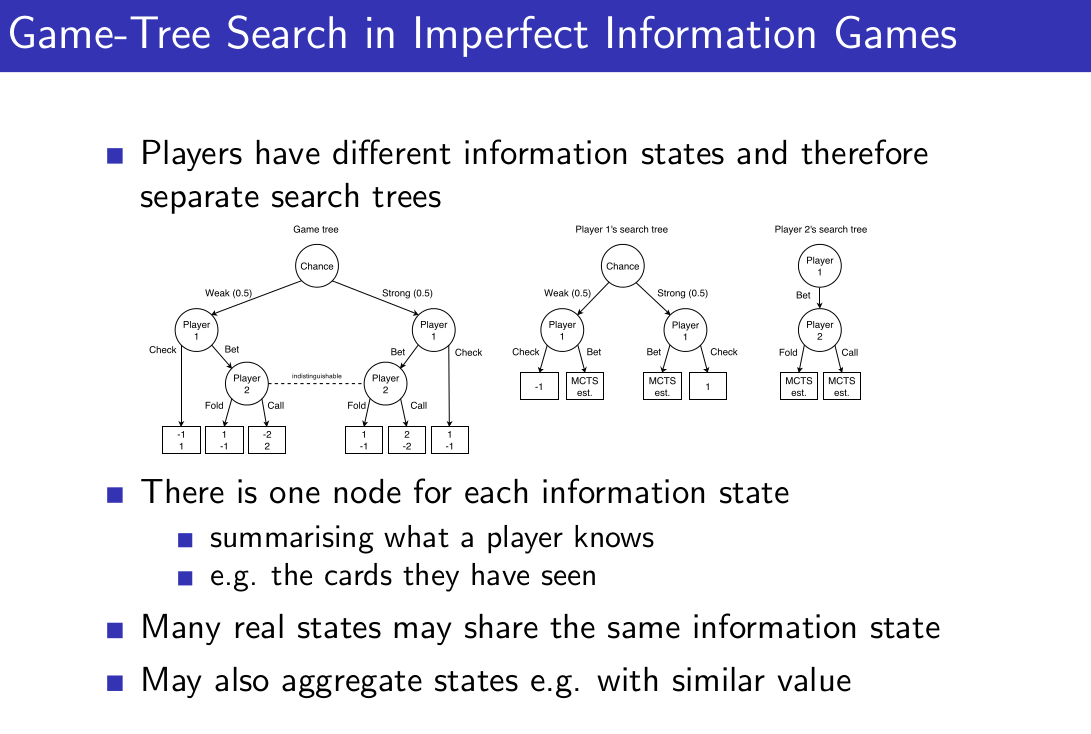 Game-Tree Search in Imperfect Information Games
Players have different information states and therefore
separate search trees
Game tree
Chance
Weak (0.5)
Strong (0.5)
Player
1
Player
1
Check
Bet
Bet
Check
Player
2
indistinguishable
Player
2
Fold
Call
Fold
Call
-1
1
1
-1
-2
2
1
-1
2
-2
1
-1
Player 1's search tree
Chance
Weak (0.5)
Strong (0.5)
Player
1
Player
1
Check
Bet
Bet
Check
-1
MCTS
est.
MCTS
est.
1
Player 2's search tree
Player
1
Bet
Player
2
Fold
Call
MCTS
est.
MCTS
est.
There is one node for each information state
summarising what a player knows
e.g. the cards they have seen
Many real states may share the same information state
May also aggregate states e.g. with similar value